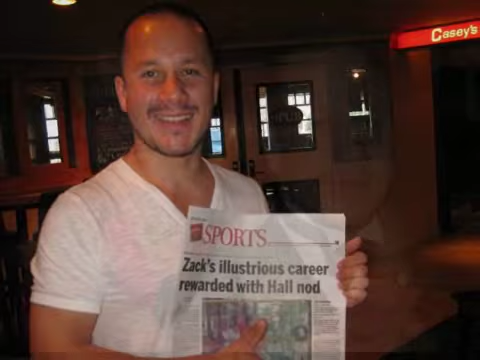 Casey's
SPORTS
Zack's illustrious career
rewarded with Hall nod